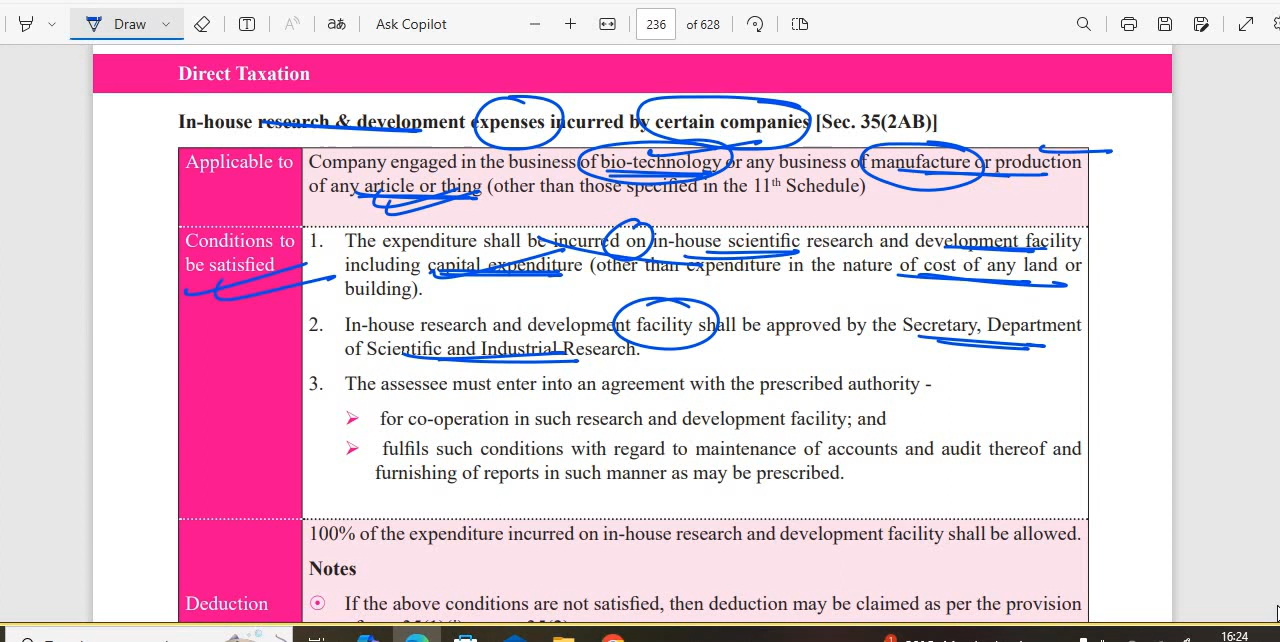 Draw
Ask Copilot
236 of 628
Direct Taxation
In-house research & development expenses incurred by certain companies [Sec. 35(2AB)]
Applicable to
Company engaged in the business of bio-technology or any business of manufacture or production
of any article or thing (other than those specified in the 11th Schedule)
Conditions to
be satisfied
1. The expenditure shall be incurred on in-house scientific research and development facility
including capital expenditure (other than expenditure in the nature of cost of any land or
building).
2. In-house research and development facility shall be approved by the Secretary, Department
of Scientific and Industrial Research.
3. The assessee must enter into an agreement with the prescribed authority -
for co-operation in such research and development facility; and
fulfils such conditions with regard to maintenance of accounts and audit thereof and
furnishing of reports in such manner as may be prescribed.
Deduction
100% of the expenditure incurred on in-house research and development facility shall be allowed.
Notes
If the above conditions are not satisfied, then deduction may be claimed as per the provision
16:24